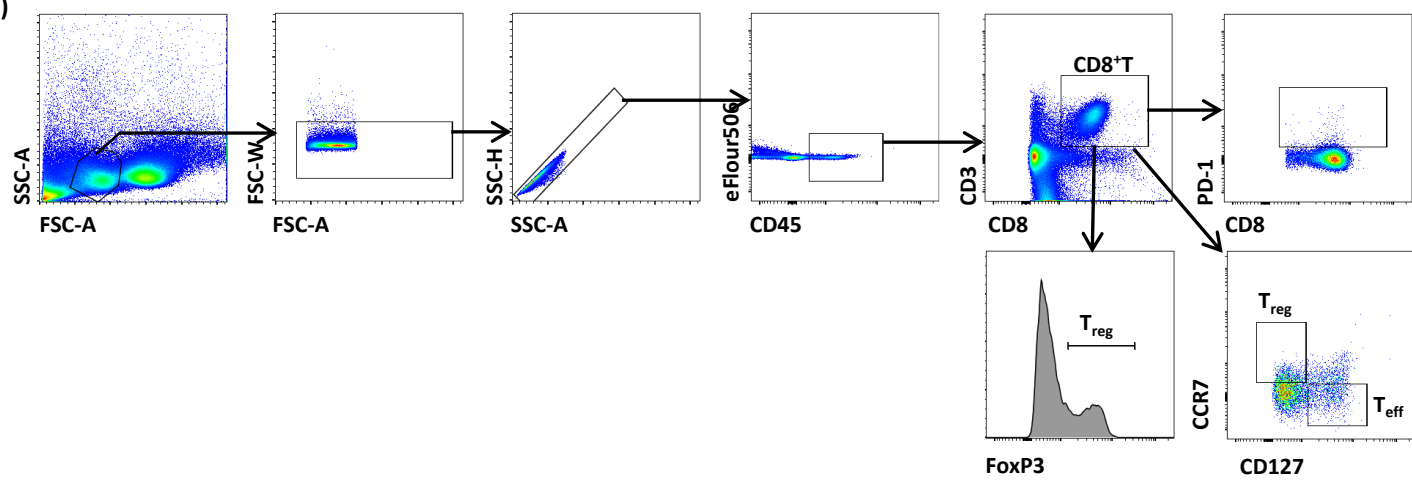 )
SSC-A
FSC-A
FSC-W
FSC-A
SSC-H
SSC-A
eFlour506
CD45
CD3
CD8⁺T
CD8
PD-1
CD8
Treg
FoxP3
CCR7
Treg
Teff
CD127